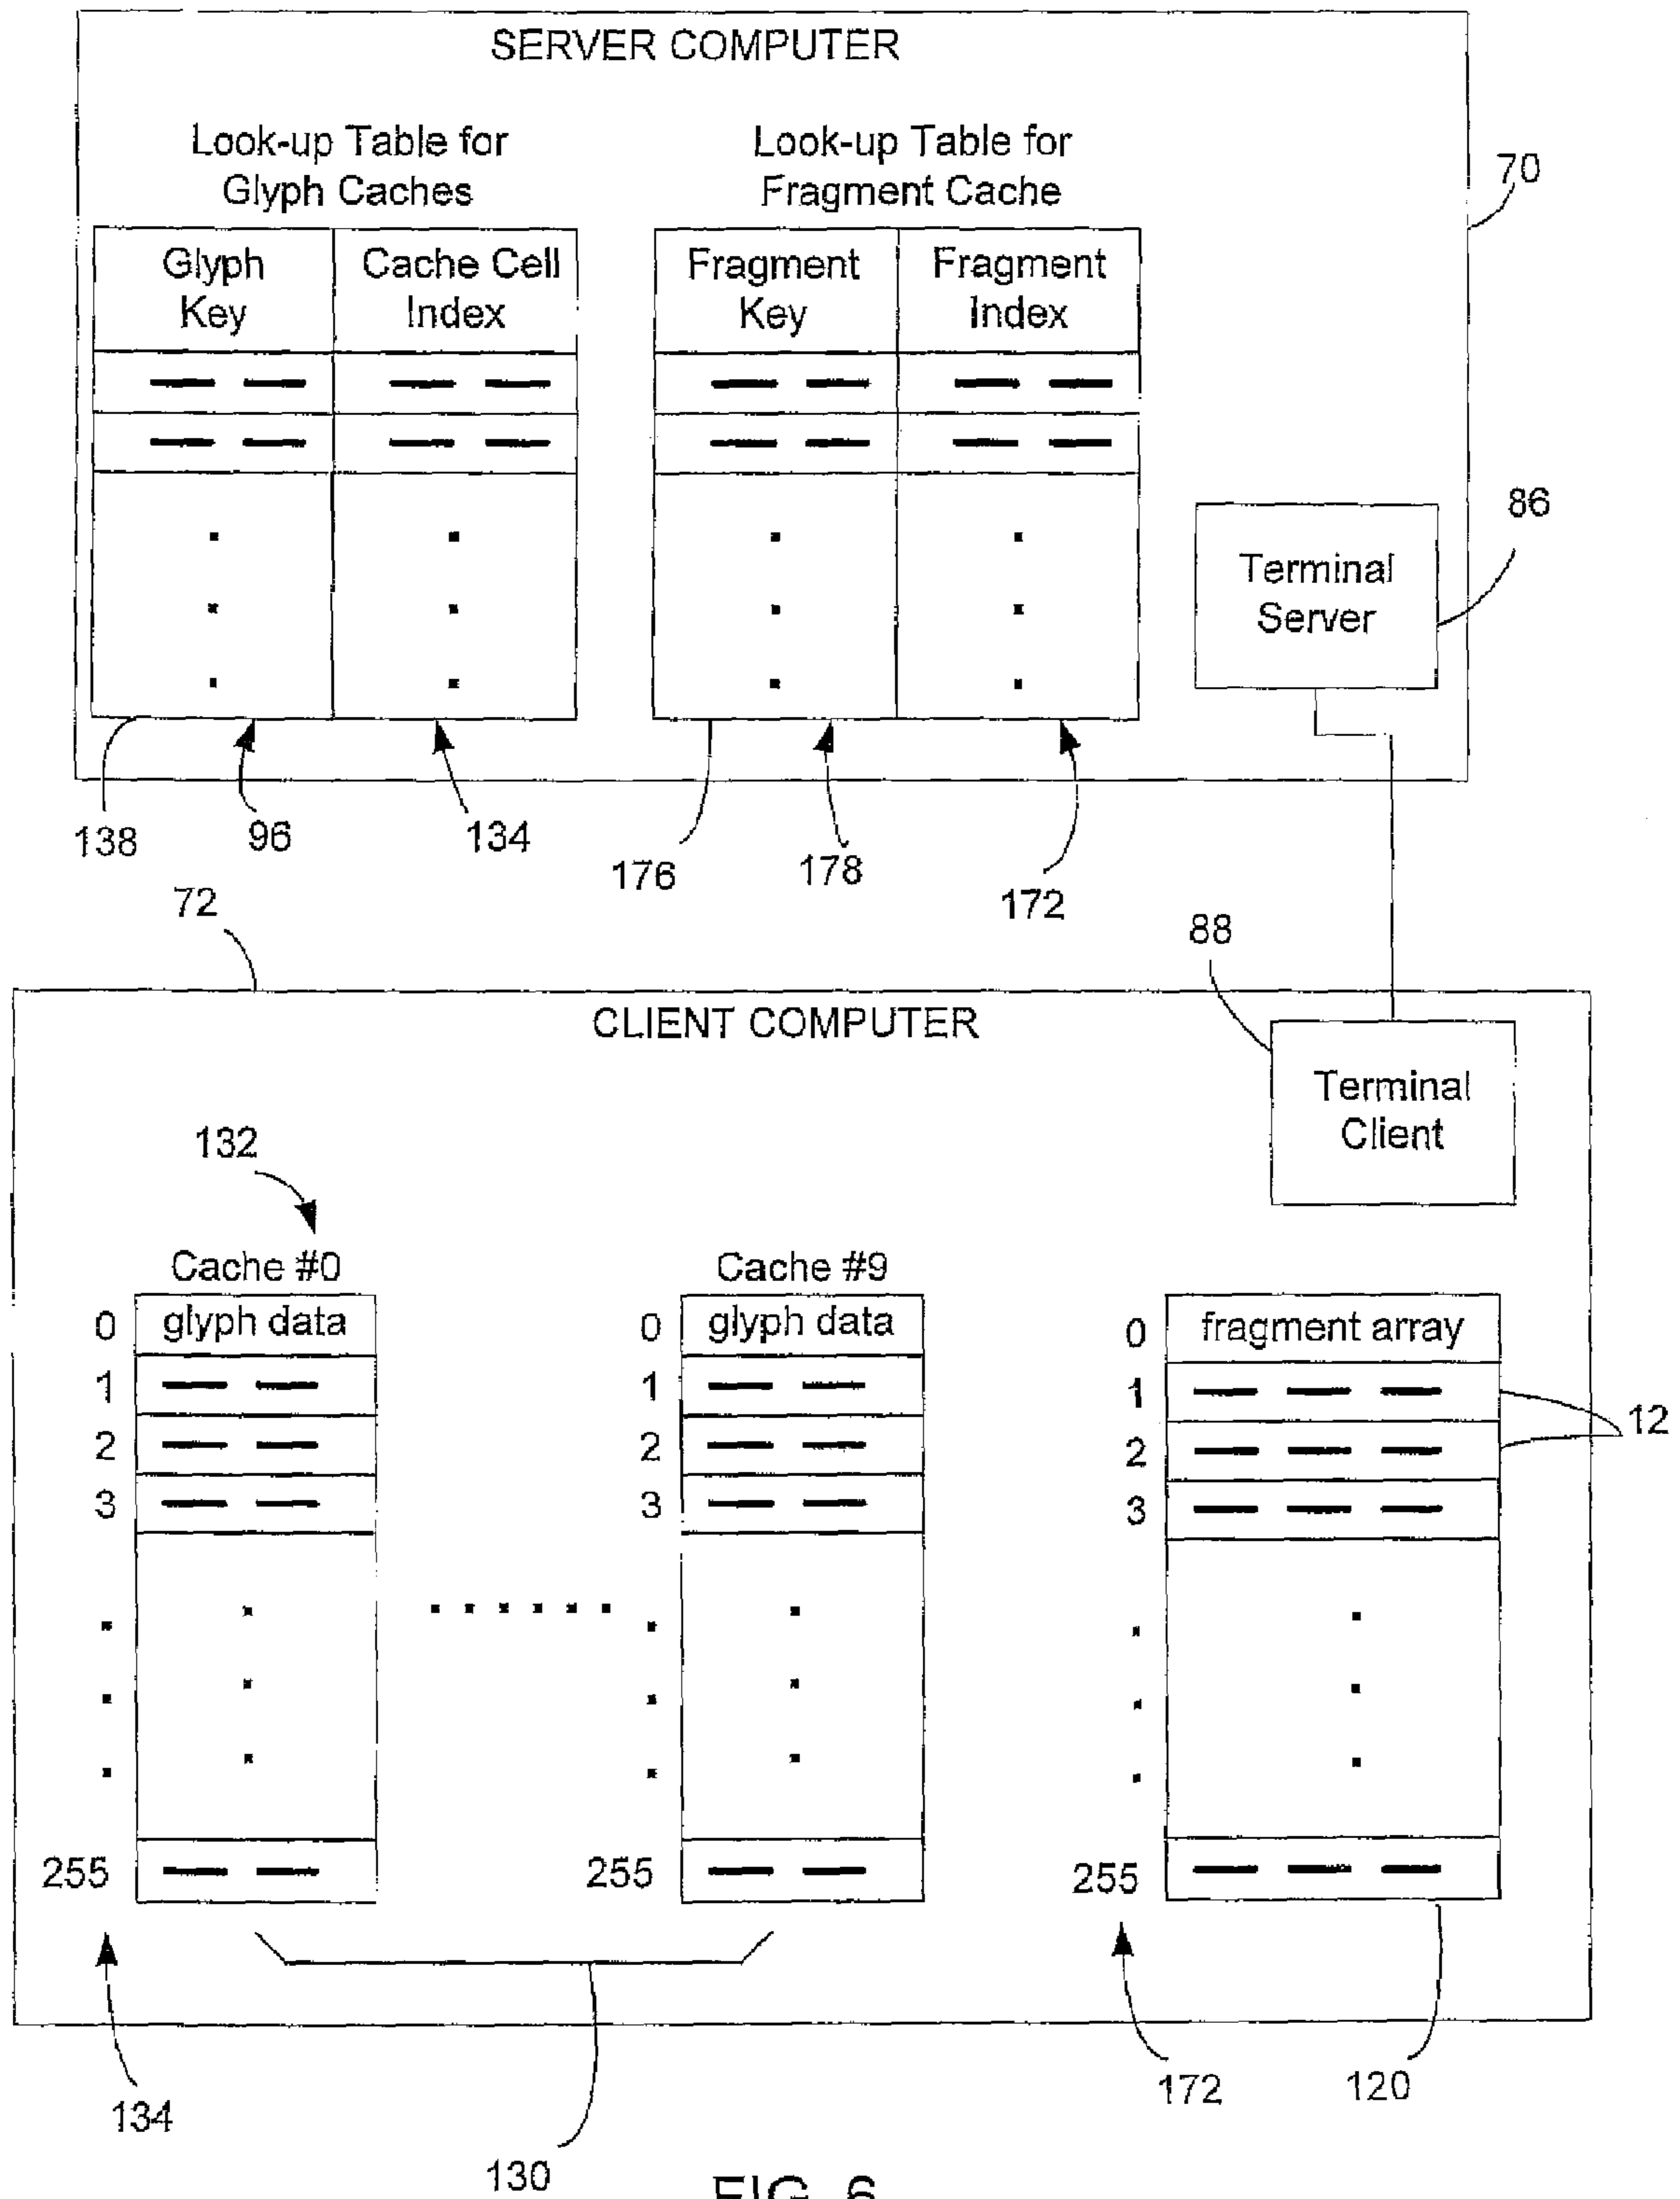 SERVER COMPUTER
Look-up Table for
Glyph Caches
Look-up Table for
Fragment Cache
70
Glyph
Key
Cache Cell
Index
Fragment
Key
Fragment
Index
86
Terminal
Server
138
96
134
176
178
172
72
88
CLIENT COMPUTER
Terminal
Client
132
Cache #0
Cache #9
0
glyph data
0
glyph data
0
fragment array
1
1
1
12
2
2
2
3
3
3
255
255
255
134
130
172
120
FIG. 6